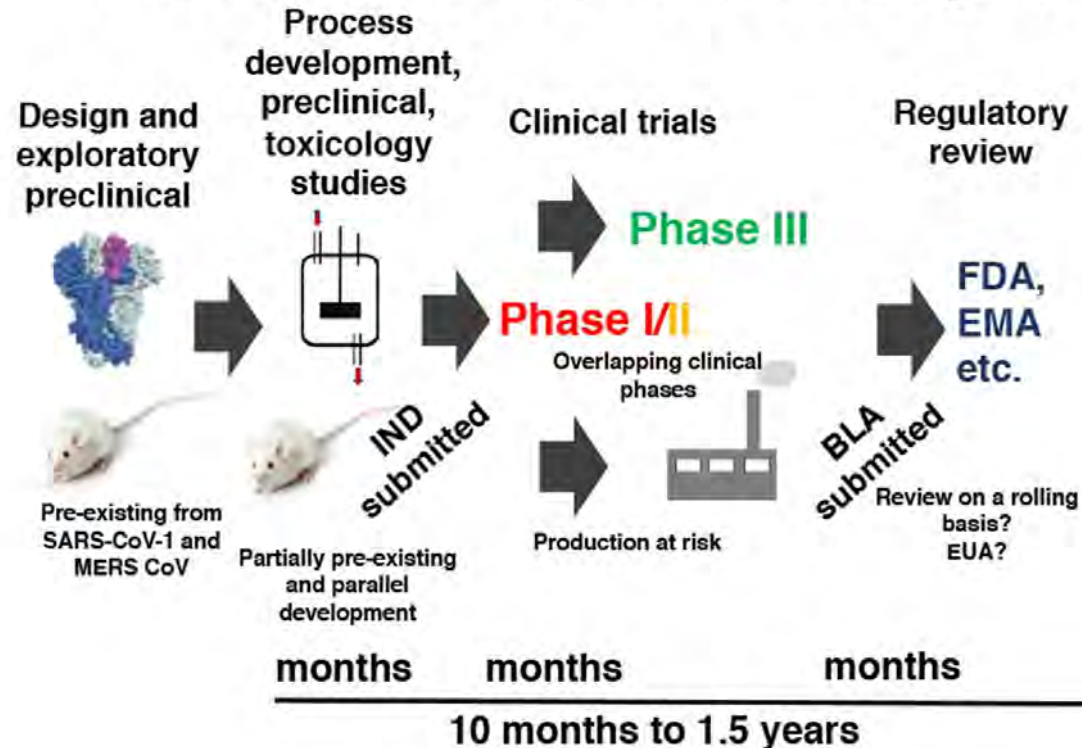 Design and
exploratory
preclinical
Pre-existing from
SARS-CoV-1 and
MERS CoV
Process
development,
preclinical,
toxicology
studies
IND
submitted
Partially pre-existing
and parallel
development
Clinical trials
Phase III
Phase I/II
Overlapping clinical
phases
Production at risk
BLA
submitted
Regulatory
review
FDA,
EMA
etc.
Review on a rolling
basis?
EUA?
months
months
months
10 months to 1.5 years